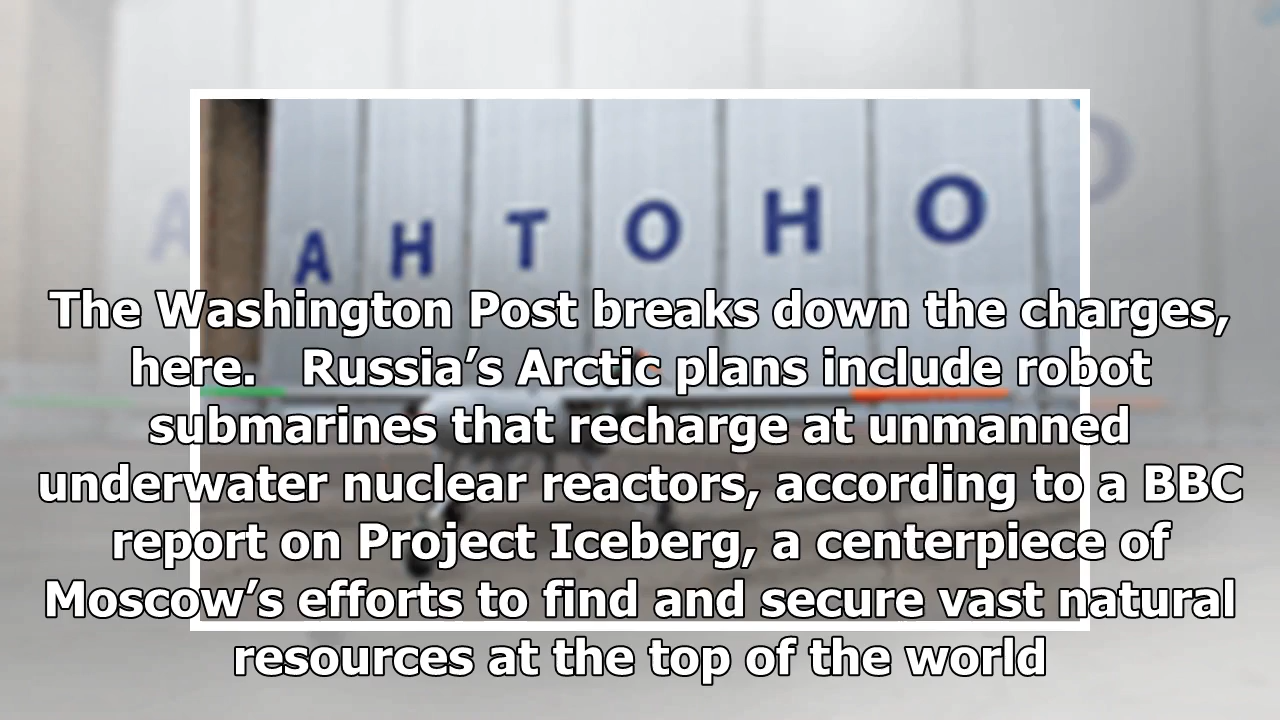 АНТОНО
The Washington Post breaks down the charges,
here.   Russia’s Arctic plans include robot
submarines that recharge at unmanned
underwater nuclear reactors, according to a BBC
report on Project Iceberg, a centerpiece of
Moscow’s efforts to find and secure vast natural
resources at the top of the world